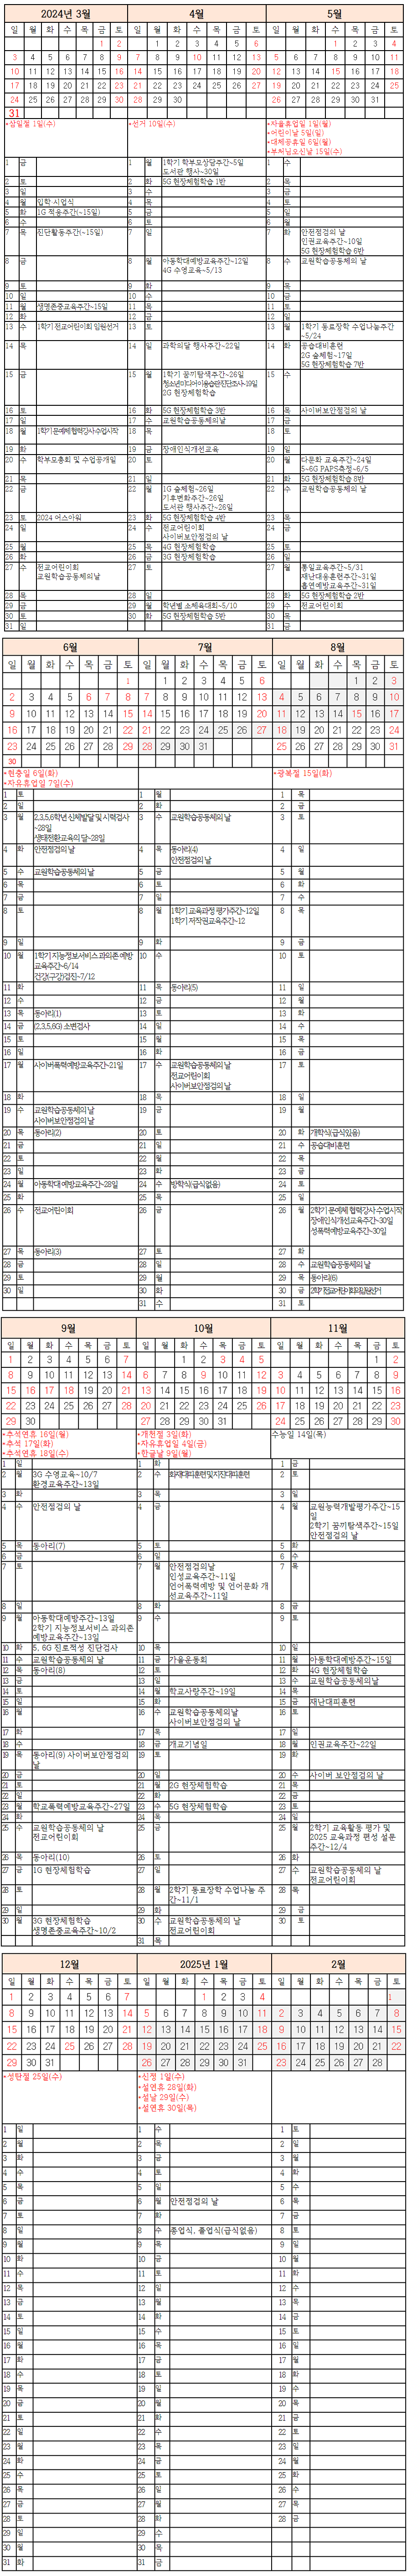 2024년 3월 4월 5월
일 월 화 수 목 금 토 일 월 화 수 목 금 토 일 월 화 수 목 금 토
1 2 1 2 3 4 5 6 1 2 3 4
3 4 5 6 7 8 9 7 8 9 10 11 12 13 5 6 7 8 9 10 11
10 11 12 13 14 15 16 14 15 16 17 18 19 20 12 13 14 15 16 17 18
17 18 19 20 21 22 23 21 22 23 24 25 26 27 19 20 21 22 23 24 25
24 25 26 27 28 29 30 28 29 30 26 27 28 29 30 31
31
*삼일절 1일(수) *선거 10일(수) *자율휴업일 1일(월)
*어린이날 5일(일)
*대체공휴일 6일(월)
*부처님오신날 15일(수)
1 금 1 월 1학기 학부모상담주간~5일 1 수
도서관 행사~30일
2 토 2 화 5G 현장체험학습 1반 2 목
3 일 3 수 3 금
4 월 입학 시업식 4 목 4 토
5 화 1G 적응주간(~15일) 5 금 5 일
6 수 6 토 6 월
7 목 진단활동주간(~15일) 7 일 7 화 안전점검의 날
인권교육주간~10일
5G 현장체험학습 6반
8 금 8 월 아동학대예방교육주간~12일 8 수 교원학습공동체의 날
4G 수영교육~5/13
9 토 9 화 9 목
10 일 10 수 10 금
11 월 생명존중교육주간~15일 11 목 11 토
12 화 12 금 12 일
13 수 1학기 전교어린이회 임원선거 13 토 13 월 1학기 동료장학 수업나눔주간
~5/24
14 목 14 일 과학의달 행사주간~22일 14 화 공습대비훈련
2G 숲체험~17일
5G 현장체험학습 7반
15 금 15 월 1학기 꿈끼탐색주간~26일 15 수
청소년 미디어 이용습관 진단조사~19일
2G 현장체험학습
16 토 16 화 5G 현장체험학습 3반 16 목 사이버보안점검의 날
17 일 17 수 교원학습공동체의날 17 금
18 월 1학기 문예체 협력강사 수업시작 18 목 18 토
19 화 19 금 장애인식개선교육 19 일
20 수 학부모총회 및 수업공개일 20 토 20 월 다문화 교육주간~24일
5~6G PAPS측정~6/5
21 목 21 일 21 화 5G 현장체험학습 8반
22 금 22 월 1G 숲체험~26일 22 수 교원학습공동체의 날
기후변화주간~26일
도서관 행사주간~26일
23 토 2024 어스아워 23 화 5G 현장체험학습 4반 23 목
24 일 24 수 전교어린이회 24 금
사이버보안점검의 날
25 월 25 목 4G 현장체험학습 25 토
26 화 26 금 3G 현장체험학습 26 일
27 수 전교어린이회 27 토 27 월 통일교육주간~5/31
교원학습공동체의날 재난대응훈련주간~31일
흡연예방교육주간~31일
28 목 28 일 28 화 5G 현장체험학습 2반
29 금 29 월 학년별 소체육대회~5/10 29 수 전교어린이회
30 토 30 화 5G 현장체험학습 5반 30 목
31 일 31 금
6월 7월 8월
일 월 화 수 목 금 토 일 월 화 수 목 금 토 일 월 화 수 목 금 토
1 1 2 3 4 5 6 1 2 3
2 3 4 5 6 7 8 7 8 9 10 11 12 13 4 5 6 7 8 9 10
9 10 11 12 13 14 15 14 15 16 17 18 19 20 11 12 13 14 15 16 17
16 17 18 19 20 21 22 21 22 23 24 25 26 27 18 19 20 21 22 23 24
23 24 25 26 27 28 29 28 29 30 31 25 26 27 28 29 30 31
30
*현충일 6일(화) *광복절 15일(화)
*자유휴업일 7일(수)
1 토 1 월 1 목
2 일 2 화 2 금
3 월 2,3,5,6학년 신체발달 및 시력검사 3 수 교원학습공동체의 날 3 토
~28일
생태전환교육의 달~28일
4 화 안전점검의 날 4 목 동아리(4) 4 일
안전점검의 날
5 수 교원학습공동체의 날 5 금 5 월
6 목 6 토 6 화
7 금 7 일 7 수
8 토 8 월 1학기 교육과정 평가주간~12일 8 목
1학기 저작권교육주간~12
9 일 9 화 9 금
10 월 1학기 지능정보서비스 과의존 예방 10 수 10 토
교육주간~6/14
건강(구강)검진~7/12
11 화 11 목 동아리(5) 11 일
12 수 12 금 12 월
13 목 동아리(1) 13 토 13 화
14 금 (2,3,5,6G) 소변검사 14 일 14 수
15 토 15 월 15 목
16 일 16 화 16 금
17 월 사이버폭력예방교육주간~21일 17 수 교원학습공동체의 날 17 토
전교어린이회
사이버보안점검의 날
18 화 18 목 18 일
19 수 교원학습공동체의 날 19 금 19 월
사이버보안점검의 날
20 목 동아리(2) 20 토 20 화 개학식(급식있음)
21 금 21 일 21 수 공습대비훈련
22 토 22 월 22 목
23 일 23 화 23 금
24 월 아동학대 예방교육주간~28일 24 수 방학식(급식없음) 24 토
25 화 25 목 25 일
26 수 전교어린이회 26 금 26 월 2학기 문예체 협력강사 수업시작
장애인식개선교육주간~30일
성폭력예방교육주간~30일
27 목 동아리(3) 27 토 27 화
28 금 28 일 28 수 교원학습공동체의 날
29 토 29 월 29 목 동아리(6)
30 일 30 화 30 금 2학기 전교어린이회 임원선거
31 수 31 토
9월 10월 11월
일 월 화 수 목 금 토 일 월 화 수 목 금 토 일 월 화 수 목 금 토
1 2 3 4 5 6 7 1 2 3 4 5 1 2
8 9 10 11 12 13 14 6 7 8 9 10 11 12 3 4 5 6 7 8 9
15 16 17 18 19 20 21 13 14 15 16 17 18 19 10 11 12 13 14 15 16
22 23 24 25 26 27 28 20 21 22 23 24 25 26 17 18 19 20 21 22 23
29 30 27 28 29 30 31 24 25 26 27 28 29 30
*추석연휴 16일(월) *개천절 3일(화) 수능일 14일(목)
*추석 17일(화) *자유휴업일 4일(금)
*추석연휴 18일(수) *한글날 9일(월)
1 일 1 화 1 금
2 월 3G 수영교육~10/7 2 수 화재대피훈련 및 지진대피훈련 2 토
환경교육주간~13일
3 화 3 목 3 일
4 수 안전점검의 날 4 금 4 월 교원능력개발평가주간~15
일
2학기 꿈끼탐색주간~15일
안전점검의 날
5 목 동아리(7) 5 토 5 화
6 금 6 일 6 수
7 토 7 월 안전점검의날 7 목
인성교육주간~11일
언어폭력예방 및 언어문화 개
선교육주간~11일
8 일 8 화 8 금
9 월 아동학대예방주간~13일 9 수 9 토
2학기 지능정보서비스 과의존
예방교육주간~13일
10 화 5, 6G 진로적성 진단검사 10 목 10 일
11 수 교원학습공동체의 날 11 금 가을운동회 11 월 아동학대예방주간~15일
12 목 동아리(8) 12 토 12 화 4G 현장체험학습
13 금 13 일 13 수 교원학습공동체의날
14 토 14 월 학교사랑주간~19일 14 목
15 일 15 화 15 금 재난대피훈련
16 월 16 수 교원학습공동체의날 16 토
사이버보안점검의 날
17 화 17 목 17 일
18 수 18 금 개교기념일 18 월 인권교육주간~22일
19 목 동아리(9) 사이버보안점검의 19 토 19 화
날
20 금 20 일 20 수 사이버 보안점검의 날
21 토 21 월 2G 현장체험학습 21 목
22 일 22 화 22 금
23 월 학교폭력예방교육주간~27일 23 수 5G 현장체험학습 23 토
24 화 24 목 24 일
25 수 교원학습공동체의 날 25 금 25 월 2학기 교육활동 평가 및
전교어린이회 2025 교육과정 편성 설문
주간~12/4
26 목 동아리(10) 26 토 26 화
27 금 1G 현장체험학습 27 일 27 수 교원학습공동체의 날
전교어린이회
28 토 28 월 2학기 동료장학 수업나눔 주 28 목
간~11/1
29 일 29 화 29 금
30 월 3G 현장체험학습 30 수 교원학습공동체의 날 30 토
생명존중교육주간~10/2 전교어린이회
31 목
12월 2025년 1월 2월
일 월 화 수 목 금 토 일 월 화 수 목 금 토 일 월 화 수 목 금 토
1 2 3 4 5 6 7 1 2 3 4 1
8 9 10 11 12 13 14 5 6 7 8 9 10 11 2 3 4 5 6 7 8
15 16 17 18 19 20 21 12 13 14 15 16 17 18 9 10 11 12 13 14 15
22 23 24 25 26 27 28 19 20 21 22 23 24 25 16 17 18 19 20 21 22
29 30 31 26 27 28 29 30 31 23 24 25 26 27 28
*성탄절 25일(수) *신정 1일(수)
*설연휴 28일(화)
*설날 29일(수)
*설연휴 30일(목)
1 일 1 수 1 토
2 월 2 목 2 일
3 화 3 금 3 월
4 수 4 토 4 화
5 목 5 일 5 수
6 금 6 월 안전점검의 날 6 목
7 토 7 화 7 금
8 일 8 수 종업식, 졸업식(급식없음) 8 토
9 월 9 목 9 일
10 화 10 금 10 월
11 수 11 토 11 화
12 목 12 일 12 수
13 금 13 월 13 목
14 토 14 화 14 금
15 일 15 수 15 토
16 월 16 목 16 일
17 화 17 금 17 월
18 수 18 토 18 화
19 목 19 일 19 수
20 금 20 월 20 목
21 토 21 화 21 금
22 일 22 수 22 토
23 월 23 목 23 일
24 화 24 금 24 월
25 수 25 토 25 화
26 목 26 일 26 수
27 금 27 월 27 목
28 토 28 화 28 금
29 일 29 수
30 월 30 목
31 화 31 금